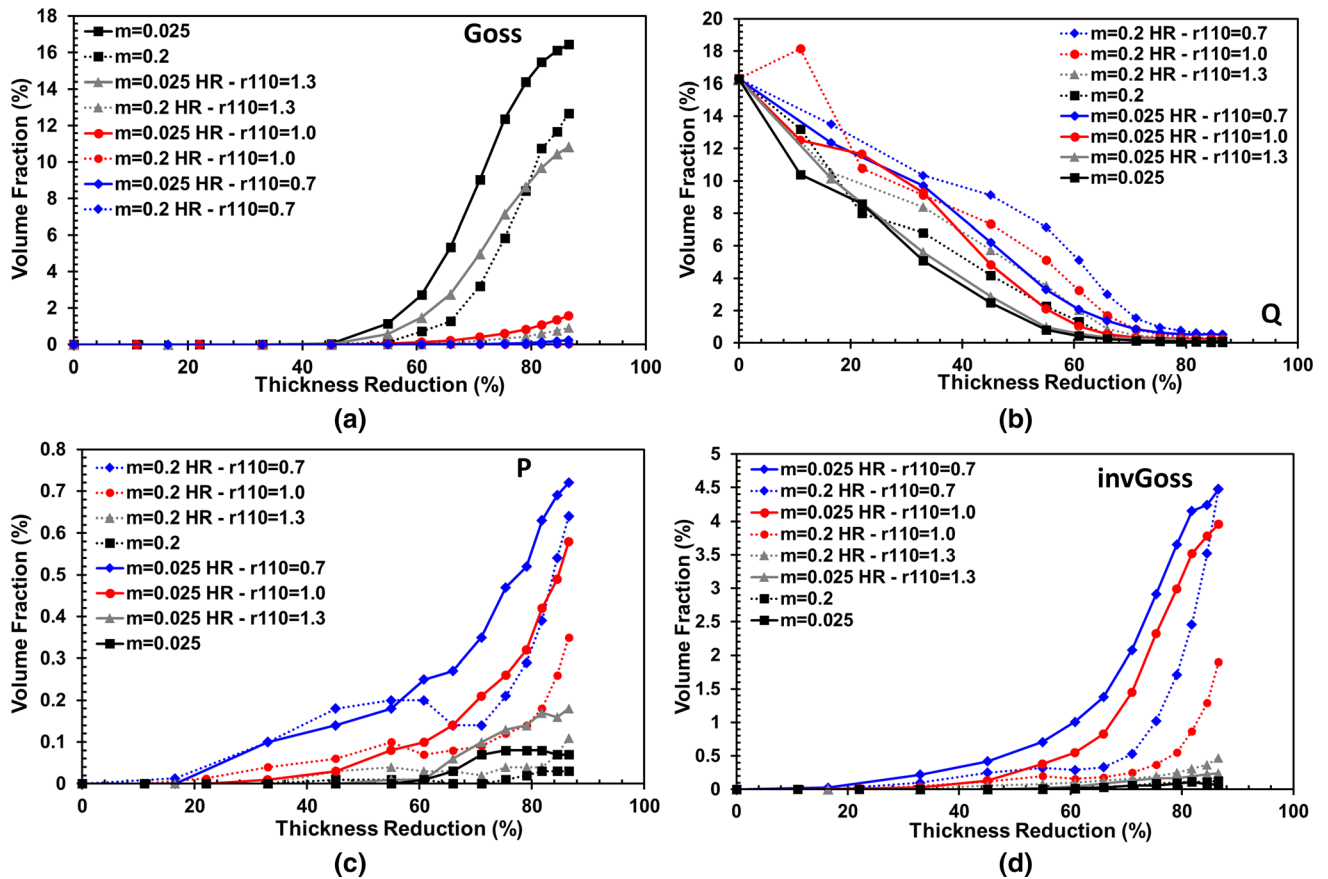 Goss
18
16
14
12
10
8
6
4
2
0
Volume Fraction (%)
m=0.025
m=0.2
m=0.025 HR - r110=1.3
m=0.2 HR - r110=1.3
m=0.025 HR - r110=1.0
m=0.2 HR - r110=1.0
m=0.025 HR - r110=0.7
m=0.2 HR - r110=0.7
0 20 40 60 80 100
Thickness Reduction (%)
(a)
20
18
16
14
12
10
8
6
4
2
0
Volume Fraction (%)
m=0.2 HR - r110=0.7
m=0.2 HR - r110=1.0
m=0.2 HR - r110=1.3
m=0.2
m=0.025 HR - r110=0.7
m=0.025 HR - r110=1.0
m=0.025 HR - r110=1.3
m=0.025
Q
0 20 40 60 80 100
Thickness Reduction (%)
(b)
P
0.8
0.7
0.6
0.5
0.4
0.3
0.2
0.1
0
Volume Fraction (%)
m=0.2 HR - r110=0.7
m=0.2 HR - r110=1.0
m=0.2 HR - r110=1.3
m=0.2
m=0.025 HR - r110=0.7
m=0.025 HR - r110=1.0
m=0.025 HR - r110=1.3
m=0.025
0 20 40 60 80 100
Thickness Reduction (%)
(c)
invGoss
5
4.5
4
3.5
3
2.5
2
1.5
1
0.5
0
Volume Fraction (%)
m=0.025 HR - r110=0.7
m=0.2 HR - r110=0.7
m=0.025 HR - r110=1.0
m=0.2 HR - r110=1.0
m=0.2 HR - r110=1.3
m=0.025 HR - r110=1.3
m=0.2
m=0.025
0 20 40 60 80 100
Thickness Reduction (%)
(d)